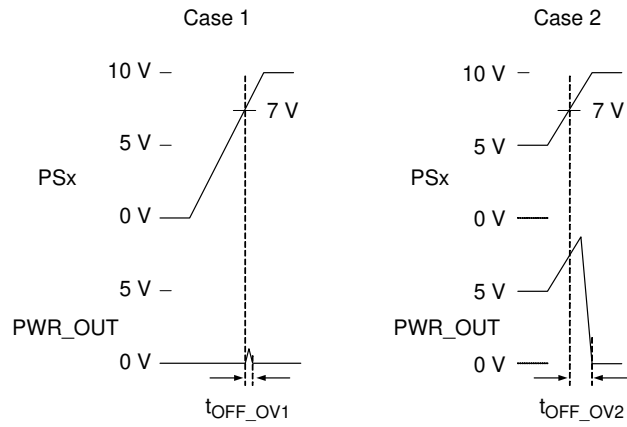 Case 1
10 V
7 V
5 V
PSx
0 V
5 V
PWR_OUT
0 V
tOFF_OV1
Case 2
10 V
7 V
5 V
PSx
0 V
5 V
PWR_OUT
0 V
tOFF_OV2